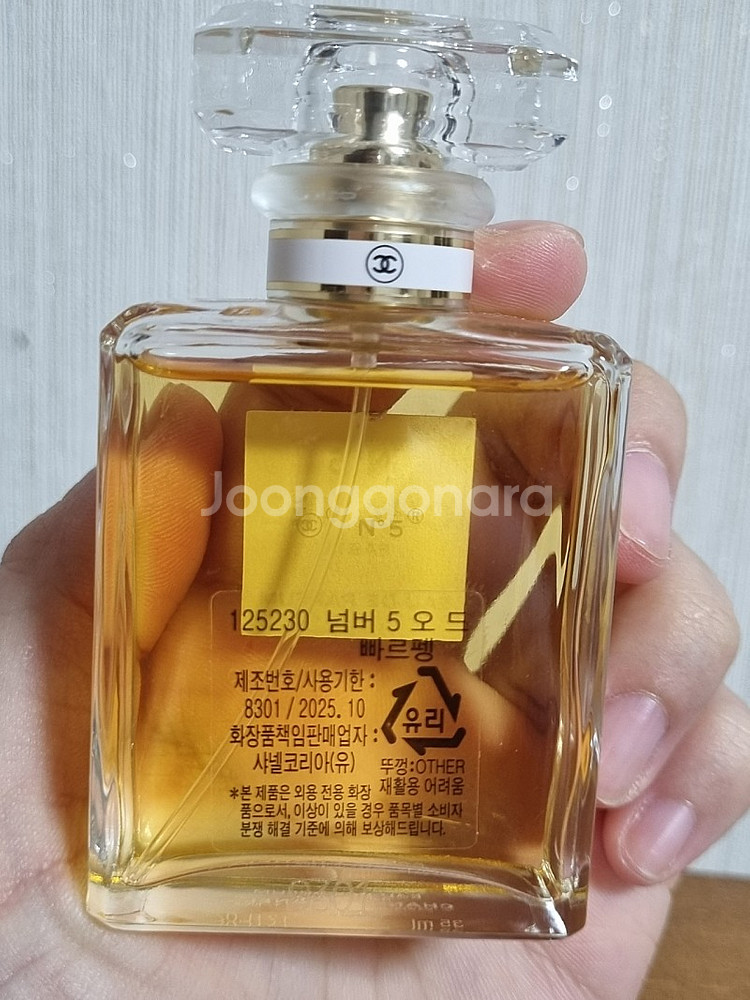 Joonggonara
N°5®
125230 넘버 5 오 드
빠르펭
제조번호/사용기한 :
8301 / 2025. 10
화장품책임판매업자 :
샤넬코리아(유)
유리
뚜껑:OTHER
재활용 어려움
*본 제품은 외용 전용 화장
품으로서, 이상이 있을 경우 품목별 소비자
분쟁 해결 기준에 의해 보상해드립니다.
35 ml